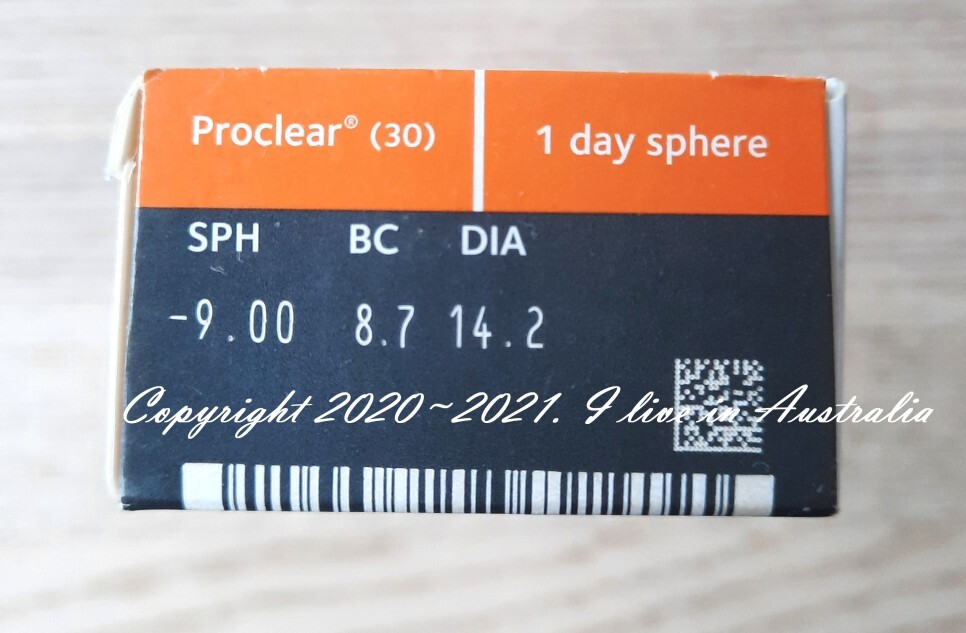 Proclear® (30) 1 day sphere
SPH BC DIA
-9.00 8.7 14.2
Copyright 2020~2021. I live in Australia